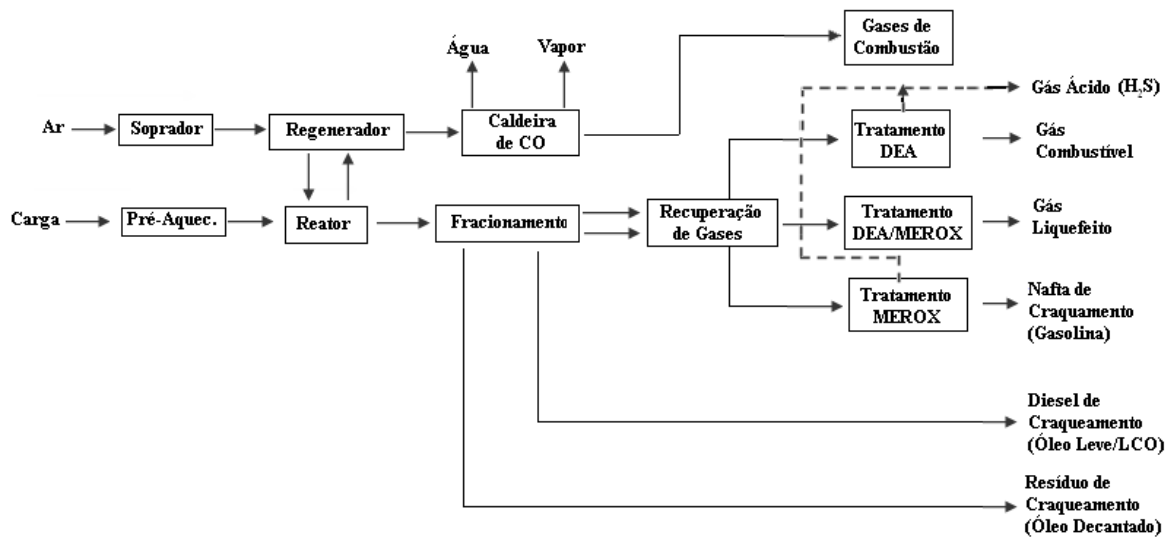 Gases de
Combustão
Água
Vapor
Gás Ácido (H₂S)
Ar
Soprador
Regenerador
Caldeira
de CO
Tratamento
DEA
Gás
Combustível
Carga
Pré-Aquec.
Reator
Fracionamento
Recuperação
de Gases
Tratamento
DEA/MEROX
Gás
Liquefeito
Tratamento
MEROX
Nafta de
Craquamento
(Gasolina)
Diesel de
Craqueamento
(Óleo Leve/LCO)
Resíduo de
Craqueamento
(Óleo Decantado)